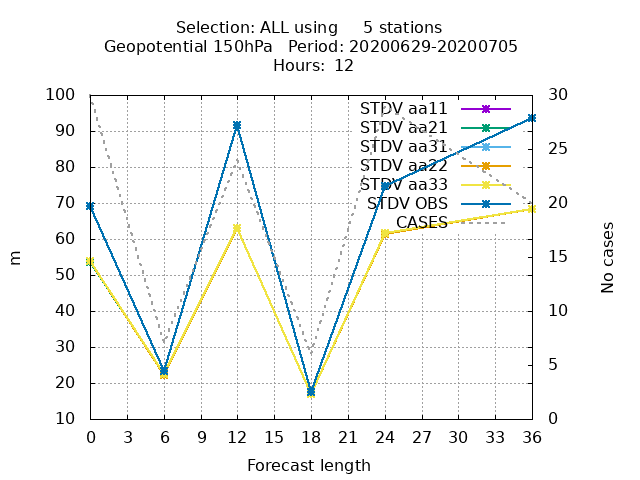 Selection: ALL using     5 stations
Geopotential 150hPa   Period: 20200629-20200705
Hours: 12
STDV aa11
STDV aa21
STDV aa31
STDV aa22
STDV aa33
STDV OBS
CASES
100
90
80
70
60
50
40
30
20
10
m
30
25
20
15
10
5
0
No cases
0 3 6 9 12 15 18 21 24 27 30 33 36
Forecast length